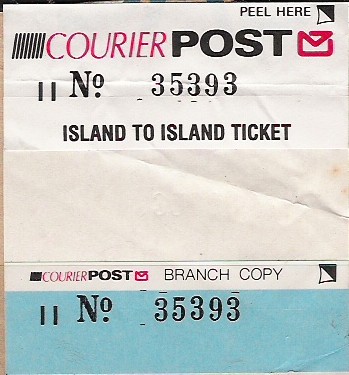 PEEL HERE
COURIER POST
11 No 35393
ISLAND TO ISLAND TICKET
COURIER POST BRANCH COPY
11 No 35393